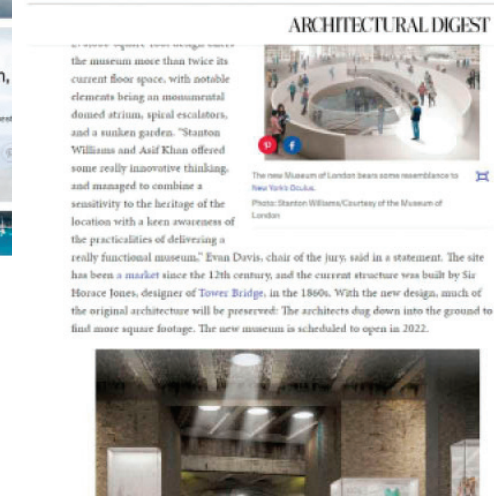 ARCHITECTURAL DIGEST
the museum more than twice its
current floor space, with notable
elements being an monumental
domed atrium, spiral escalators,
and a sunken garden. "Stanton
Williams and Asif Khan offered
some really innovative thinking,
and managed to combine a
sensitivity to the heritage of the
location with a keen awareness of
the practicalities of delivering a
The new Museum of London bears some resemblance to
New York's Oculus.
Photo: Stanton Williams/Courtesy of the Museum of
London
really functional museum," Evan Davis, chair of the jury, said in a statement. The site
has been a market since the 12th century, and the current structure was built by Sir
Horace Jones, designer of Tower Bridge, in the 1860s. With the new design, much of
the original architecture will be preserved: The architects dug down into the ground to
find more square footage. The new museum is scheduled to open in 2022.